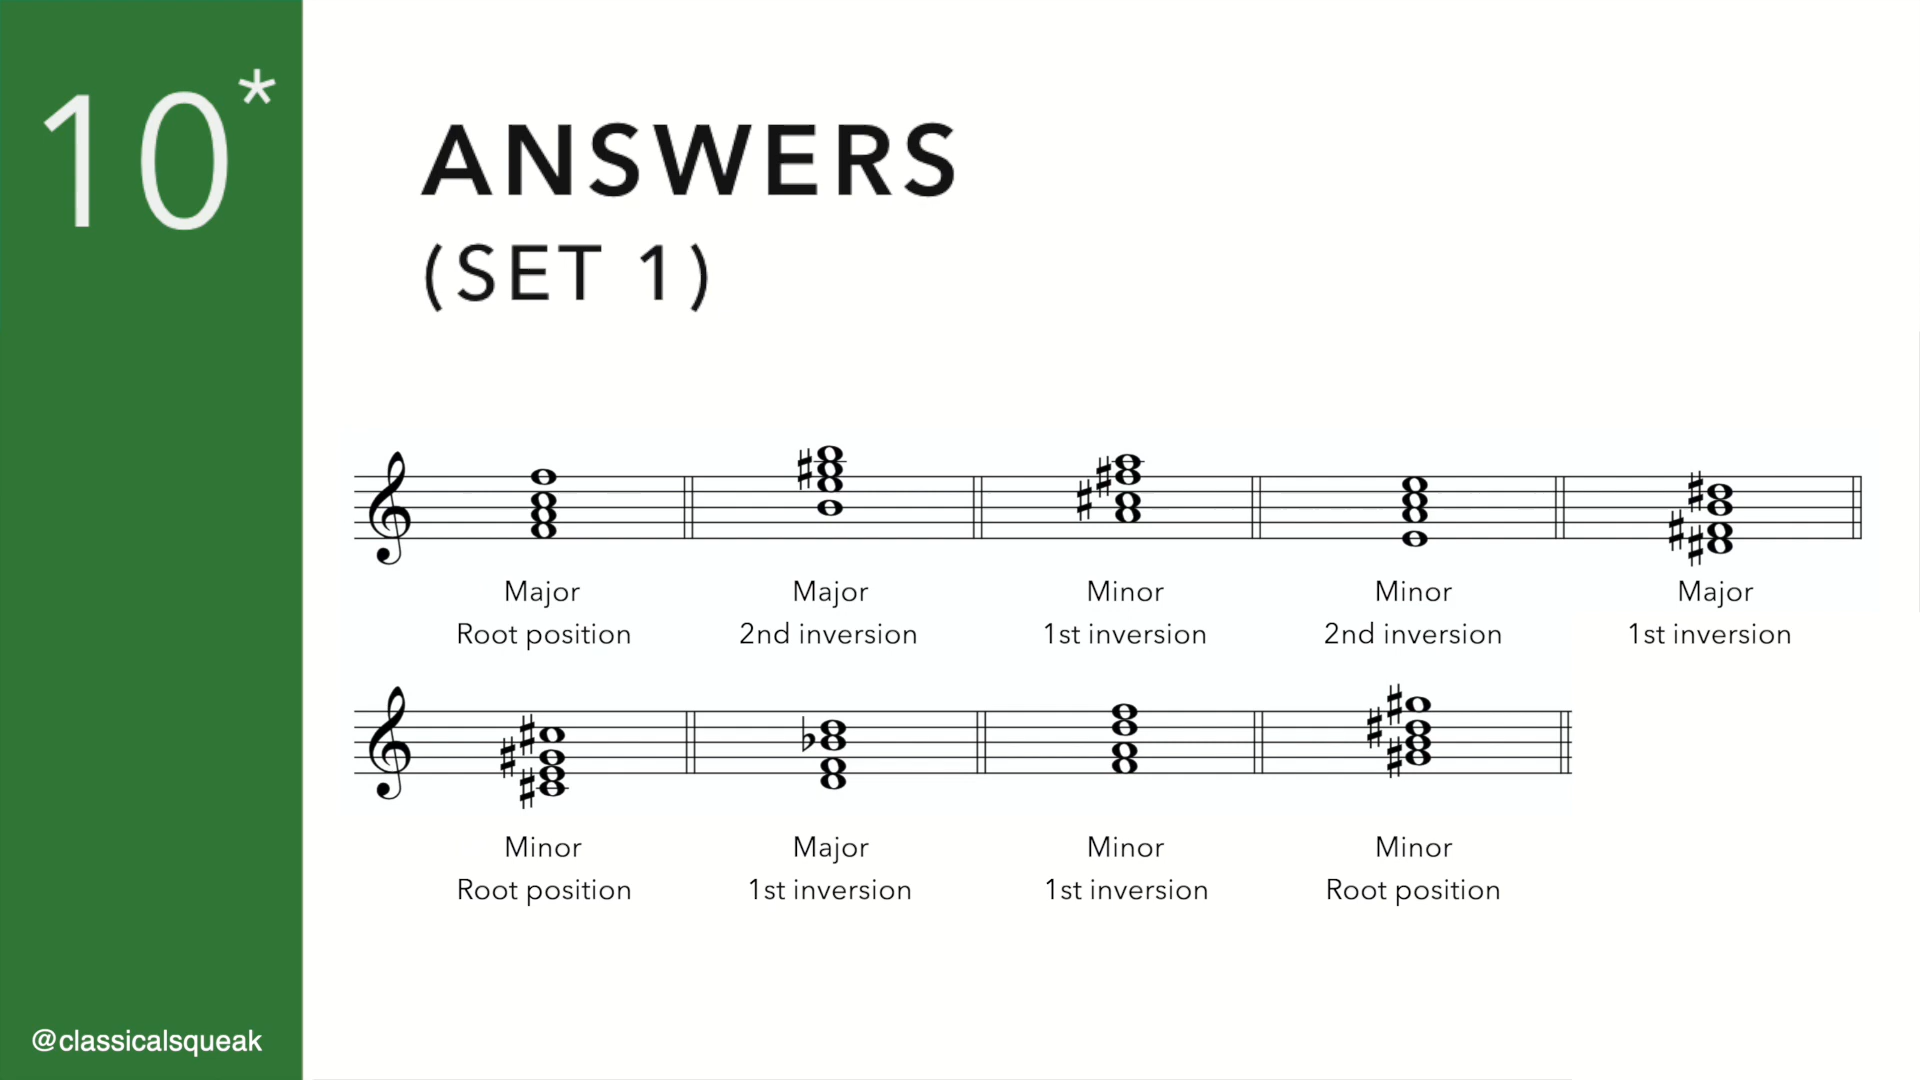 10*
ANSWERS
(SET 1)
Major Major Minor Minor Major
Root position 2nd inversion 1st inversion 2nd inversion 1st inversion
Minor Major Minor Minor
Root position 1st inversion 1st inversion Root position
@classicalsqueak